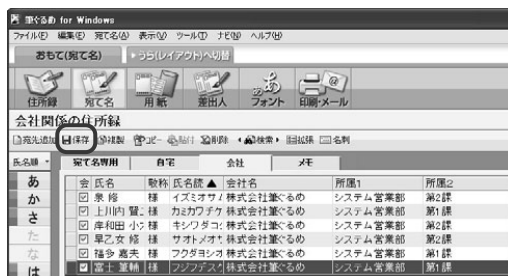 筆ぐるめ for Windows
ファイル(F) 編集(E) 宛て名(A) 表示(V) ツール(T) ナビ(N) ヘルプ(H)
おもて(宛て名) うら(レイアウト)へ切替
住所録 宛て名 用紙 差出人 フォント 印刷・メール
会社関係の住所録
宛先追加 保存 複製 コピー 貼付 削除 検索 拡張 名刺
氏名順 宛て名専用 自宅 会社 メモ
あ 会 氏名 敬称 氏名読▲ 会社名 所属1 所属2
か 泉 修 様 イズミオサム 株式会社筆ぐるめ システム営業部 第2課
上川内 賢 様 カミカワチケ 株式会社筆ぐるめ システム営業部 第1課
さ 岸和田 小 様 キシワダコ 株式会社筆ぐるめ システム営業部 第2課
た 早乙女 修 様 サオトメオサ 株式会社筆ぐるめ システム営業部 第1課
な 福多 嘉夫 様 フクダヨシオ 株式会社筆ぐるめ システム営業部 第1課
は 富士 筆輔 様 フジフデス 株式会社筆ぐるめ システム営業部 第1課